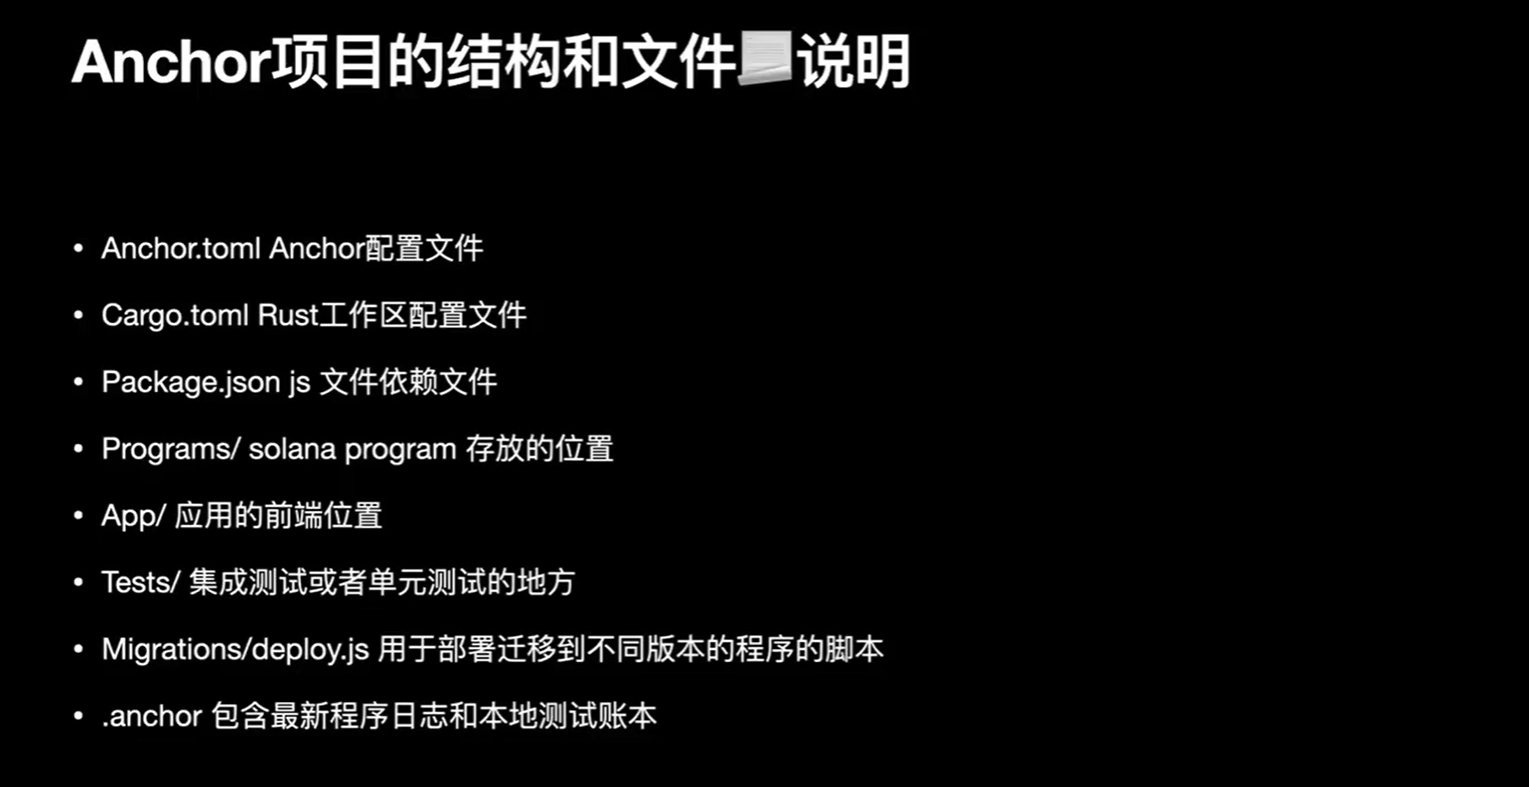 Anchor项目的结构和文件📃说明
• Anchor.toml Anchor配置文件
• Cargo.toml Rust工作区配置文件
• Package.json js 文件依赖文件
• Programs/ solana program 存放的位置
• App/ 应用的前端位置
• Tests/ 集成测试或者单元测试的地方
• Migrations/deploy.js 用于部署迁移到不同版本的程序的脚本
• .anchor 包含最新程序日志和本地测试账本